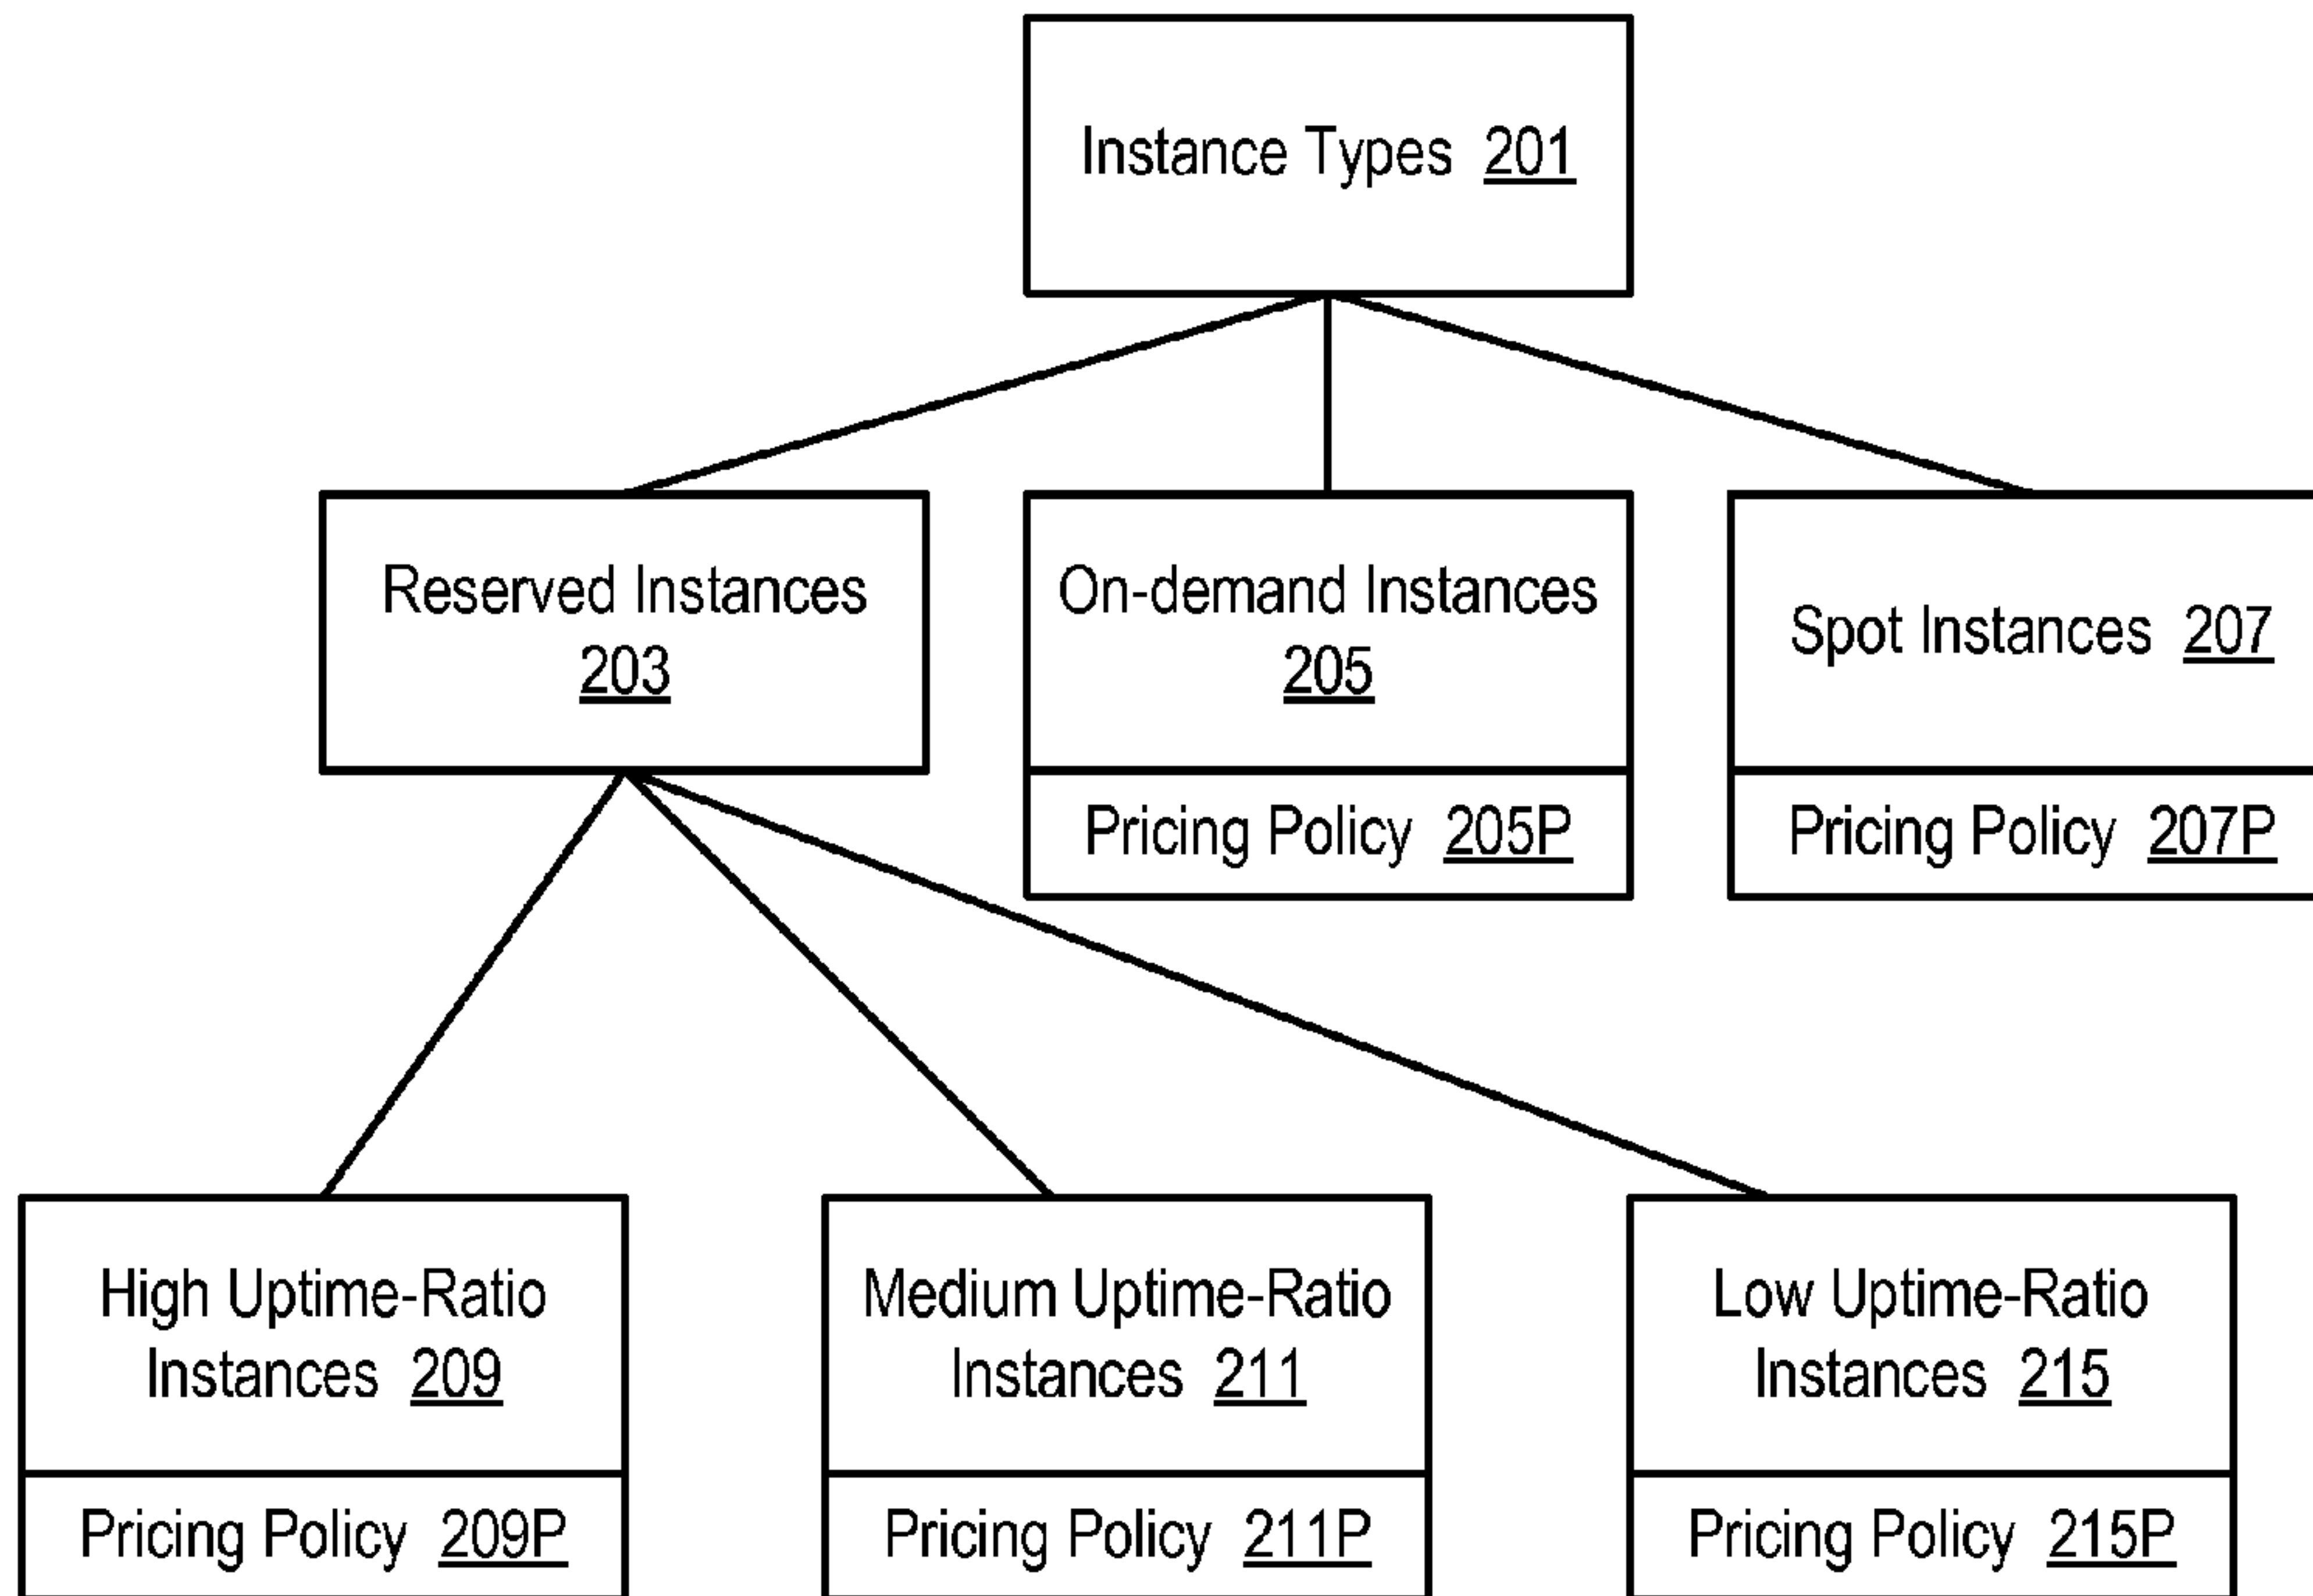 Instance Types 201
Reserved Instances
203
On-demand Instances
205
Spot Instances 207
Pricing Policy 205P
Pricing Policy 207P
High Uptime-Ratio
Instances 209
Medium Uptime-Ratio
Instances 211
Low Uptime-Ratio
Instances 215
Pricing Policy 209P
Pricing Policy 211P
Pricing Policy 215P